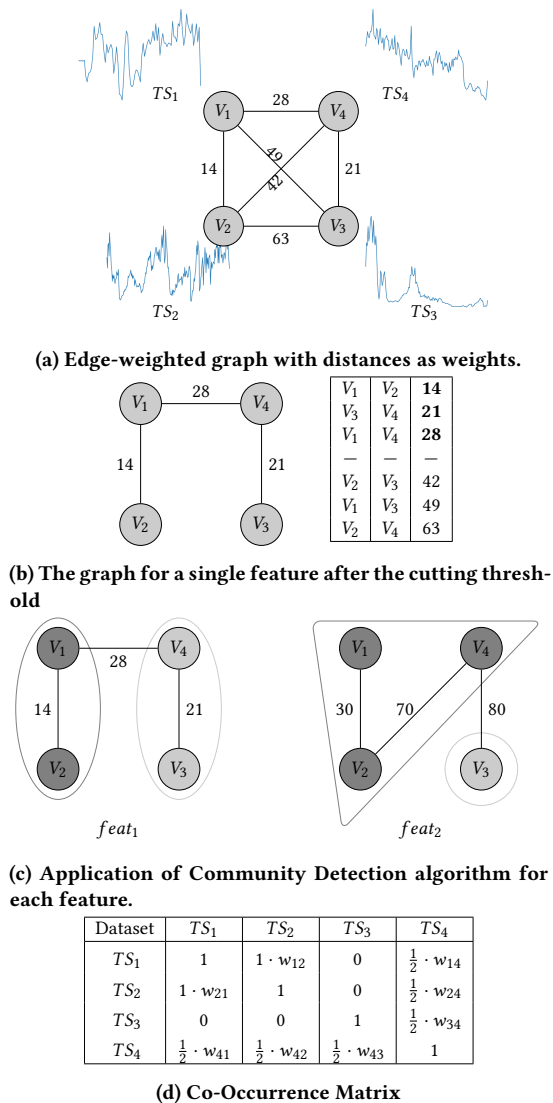 TS1
TS4
28
V1
V4
49
14
21
42
V2
V3
63
TS2
TS3
(a) Edge-weighted graph with distances as weights.
28
V1
V4
14
21
V2
V3
V1 V2 14
V3 V4 21
V1 V4 28
— — —
V2 V3 42
V1 V3 49
V2 V4 63
(b) The graph for a single feature after the cutting thresh-
old
V1
V4
28
14
21
V2
V3
feat1
V1
V4
30
70
80
V2
V3
feat2
(c) Application of Community Detection algorithm for
each feature.
Dataset TS1 TS2 TS3 TS4
TS1 1 1 · w12 0 1/2 · w14
TS2 1 · w21 1 0 1/2 · w24
TS3 0 0 1 1/2 · w34
TS4 1/2 · w41 1/2 · w42 1/2 · w43 1
(d) Co-Occurrence Matrix